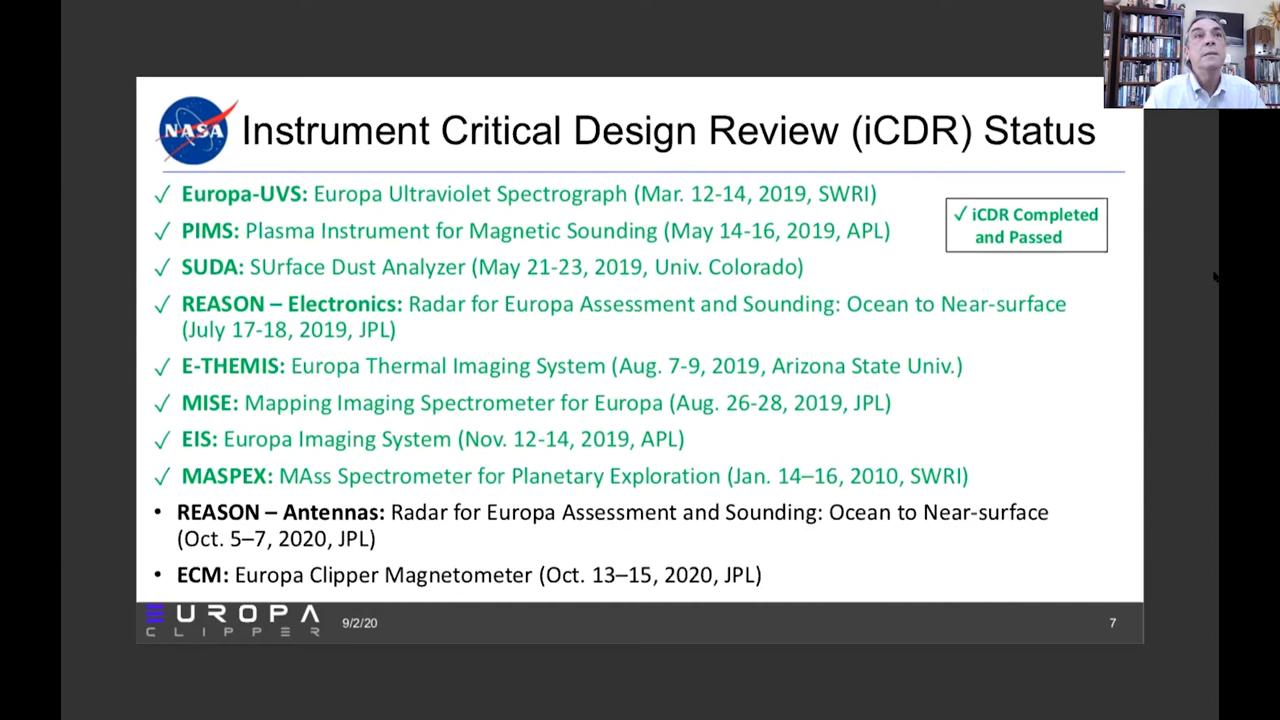 NASA
Instrument Critical Design Review (iCDR) Status
✓ Europa-UVS: Europa Ultraviolet Spectrograph (Mar. 12-14, 2019, SWRI)
✓ PIMS: Plasma Instrument for Magnetic Sounding (May 14-16, 2019, APL)
✓ SUDA: SUrface Dust Analyzer (May 21-23, 2019, Univ. Colorado)
✓ REASON – Electronics: Radar for Europa Assessment and Sounding: Ocean to Near-surface
(July 17-18, 2019, JPL)
✓ E-THEMIS: Europa Thermal Imaging System (Aug. 7-9, 2019, Arizona State Univ.)
✓ MISE: Mapping Imaging Spectrometer for Europa (Aug. 26-28, 2019, JPL)
✓ EIS: Europa Imaging System (Nov. 12-14, 2019, APL)
✓ MASPEX: MAss Spectrometer for Planetary Exploration (Jan. 14–16, 2010, SWRI)
• REASON – Antennas: Radar for Europa Assessment and Sounding: Ocean to Near-surface
(Oct. 5–7, 2020, JPL)
• ECM: Europa Clipper Magnetometer (Oct. 13–15, 2020, JPL)
✓ iCDR Completed
and Passed
EUROPA
CLIPPER
9/2/20
7